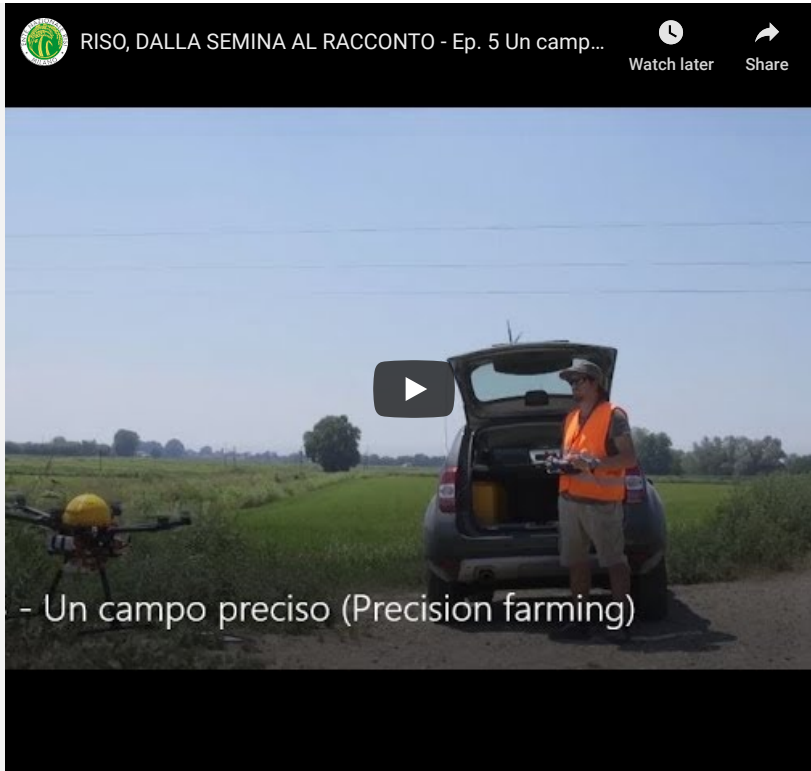 RISO, DALLA SEMINA AL RACCONTO - Ep. 5 Un camp...
Watch later
Share
- Un campo preciso (Precision farming)